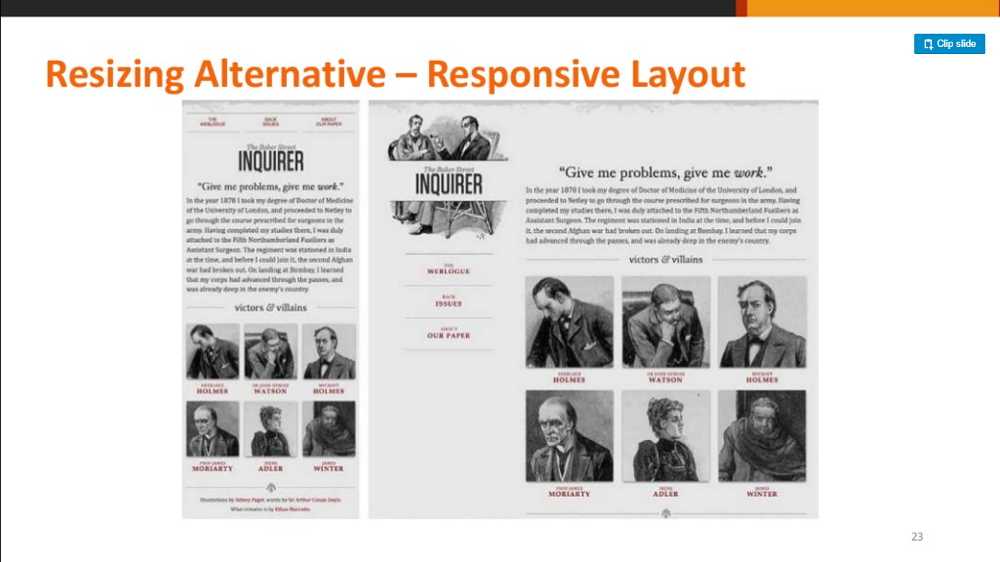 Clip slide
Resizing Alternative – Responsive Layout
THE
WEBLOGUE
BACK
ISSUES
ABOUT
OUR PAPER
The Baker Street
INQUIRER
“Give me problems, give me work.”
In the year 1878 I took my degree of Doctor of Medicine
of the University of London, and proceeded to Netley to
go through the course prescribed for surgeons in the
army. Having completed my studies there, I was duly
attached to the Fifth Northumberland Fusiliers as
Assistant Surgeon. The regiment was stationed in India
at the time, and before I could join it, the second Afghan
war had broken out. On landing at Bombay, I learned
that my corps had advanced through the passes, and
was already deep in the enemy’s country.
victors & villains
SHERLOCK
HOLMES
DR JOHN HAMISH
WATSON
MYCROFT
HOLMES
PROF JAMES
MORIARTY
IRENE
ADLER
JAMES
WINTER
Illustrations by Sidney Paget, words by Sir Arthur Conan Doyle.
What remains is by Ethan Marcotte.
The Baker Street
INQUIRER
THE
WEBLOGUE
BACK
ISSUES
ABOUT
OUR PAPER
“Give me problems, give me work.”
In the year 1878 I took my degree of Doctor of Medicine of the University of London, and
proceeded to Netley to go through the course prescribed for surgeons in the army. Having
completed my studies there, I was duly attached to the Fifth Northumberland Fusiliers as
Assistant Surgeon. The regiment was stationed in India at the time, and before I could join
it, the second Afghan war had broken out. On landing at Bombay, I learned that my corps
had advanced through the passes, and was already deep in the enemy’s country.
victors & villains
SHERLOCK
HOLMES
DR JOHN HAMISH
WATSON
MYCROFT
HOLMES
PROF JAMES
MORIARTY
IRENE
ADLER
JAMES
WINTER
23